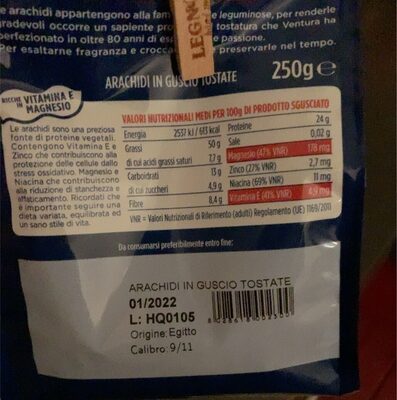 e arachidi appartengono alla fam leguminose, per renderle
gradevoli occorre un sapiente tostatura che Ventura ha
perfezionato in oltre 80 anni di es e passione.
Per esaltarne fragranza e crocca preservarle nel tempo.
LEGNO
ARACHIDI IN GUSCIO TOSTATE
250g ℮
RICCHE IN VITAMINA E
MAGNESIO
Le arachidi sono una preziosa
fonte di proteine vegetali.
Contengono Vitamina E e
Zinco che contribuiscono alla
protezione delle cellule dallo
stress ossidativo. Magnesio e
Niacina che contribuiscono
alla riduzione di stanchezza e
affaticamento. Ricordati che
è importante seguire una
dieta variata, equilibrata ed
un sano stile di vita.
VALORI NUTRIZIONALI MEDI PER 100g DI PRODOTTO SGUSCIATO
Energia 2537 kJ / 613 kcal
Grassi 50 g
di cui acidi grassi saturi 7,7 g
Carboidrati 13 g
di cui zuccheri 4,9 g
Fibre 8,4 g
Proteine 24 g
Sale 0,02 g
Magnesio (47% VNR) 178 mg
Zinco (27% VNR) 2,7 mg
Niacina (69% VNR) 11 mg
Vitamina E (41% VNR) 4,9 mg
VNR = Valori Nutrizionali di Riferimento (adulti) Regolamento (UE) 1169/2011
Da consumarsi preferibilmente entro fine:
ARACHIDI IN GUSCIO TOSTATE
01/2022
L: HQ0105
Origine: Egitto
Calibro: 9/11